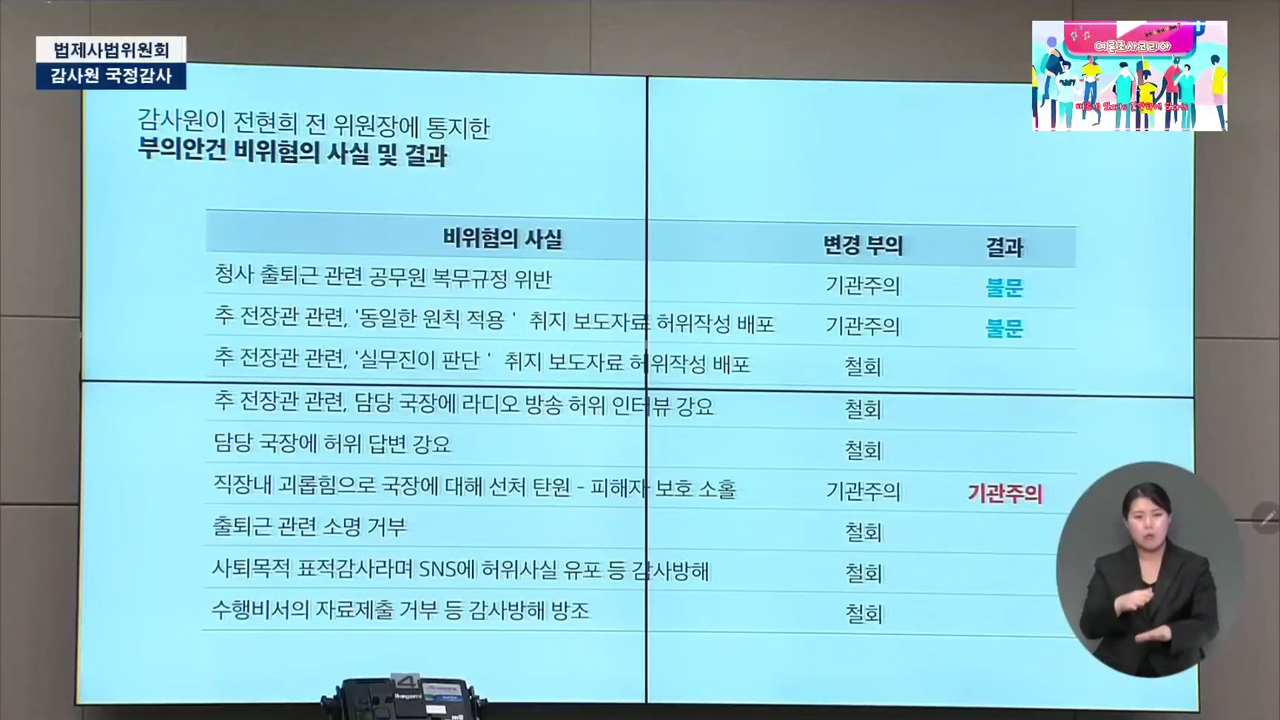 법제사법위원회
감사원 국정감사
여론조사코리아
감사원이 전현희 전 위원장에 통지한
부의안건 비위혐의 사실 및 결과
비위혐의 사실 변경 부의 결과
청사 출퇴근 관련 공무원 복무규정 위반 기관주의 불문
추 전장관 관련, '동일한 원칙 적용 ' 취지 보도자료 허위작성 배포 기관주의 불문
추 전장관 관련, '실무진이 판단 ' 취지 보도자료 허위작성 배포 철회
추 전장관 관련, 담당 국장에 라디오 방송 허위 인터뷰 강요 철회
담당 국장에 허위 답변 강요 철회
직장내 괴롭힘으로 국장에 대해 선처 탄원 - 피해자 보호 소홀 기관주의 기관주의
출퇴근 관련 소명 거부 철회
사퇴목적 표적감사라며 SNS에 허위사실 유포 등 감사방해 철회
수행비서의 자료제출 거부 등 감사방해 방조 철회
4
Ikegami